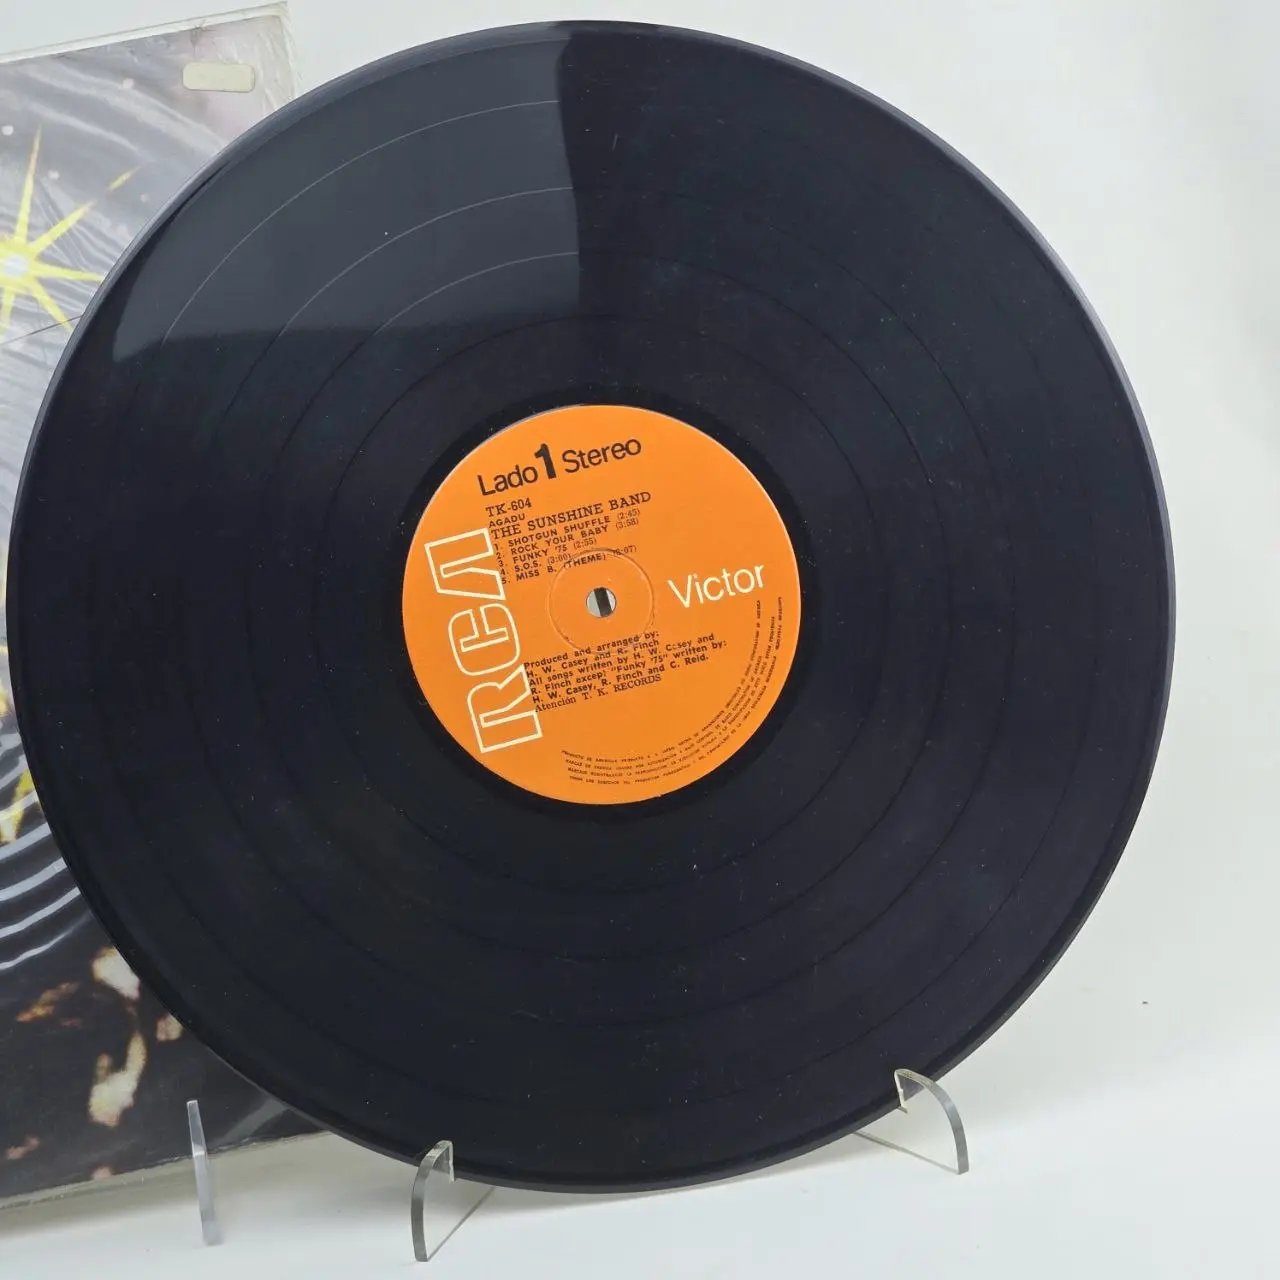 Lado 1 Stereo
TK-604
AGADU
THE SUNSHINE BAND
1. SHOTGUN SHUFFLE (2:45)
2. ROCK YOUR BABY (3:58)
3. FUNKY '75 (2:55)
4. S.O.S. (3:00)
5. MISS B. (THEME) (5:07)
RCA
Victor
Produced and arranged by:
H. W. Casey and R. Finch
All songs written by H. W. Casey and
R. Finch except "Funky '75" written by:
H. W. Casey, R. Finch and C. Reid.
Atención T. K. RECORDS